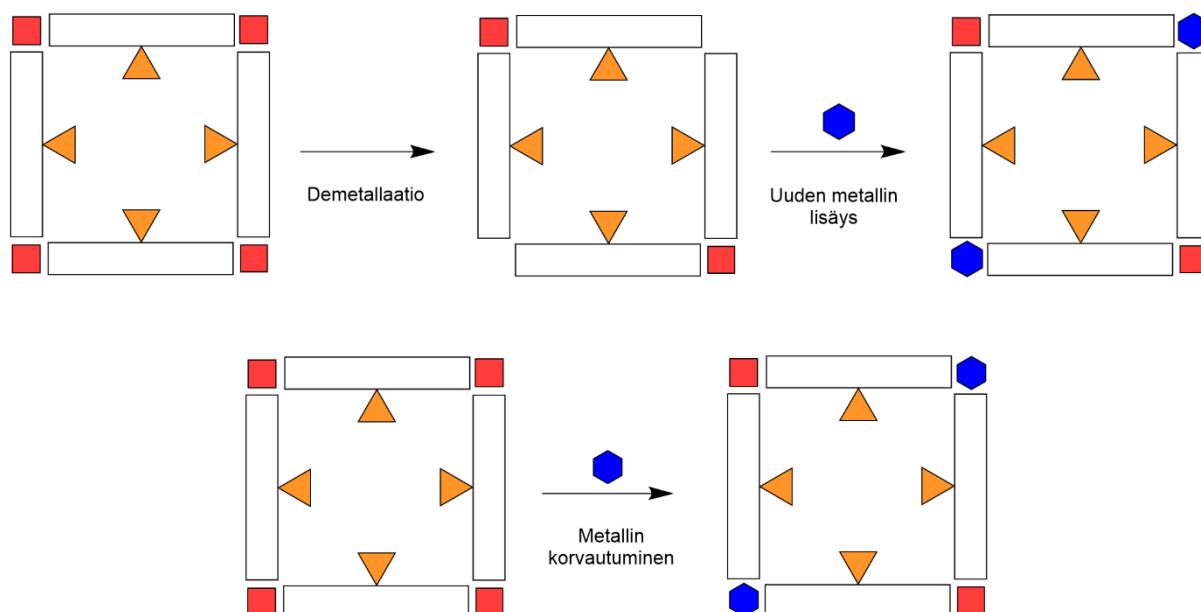 Demetallaatio
Uuden metallin
lisäys
Metallin
korvautuminen